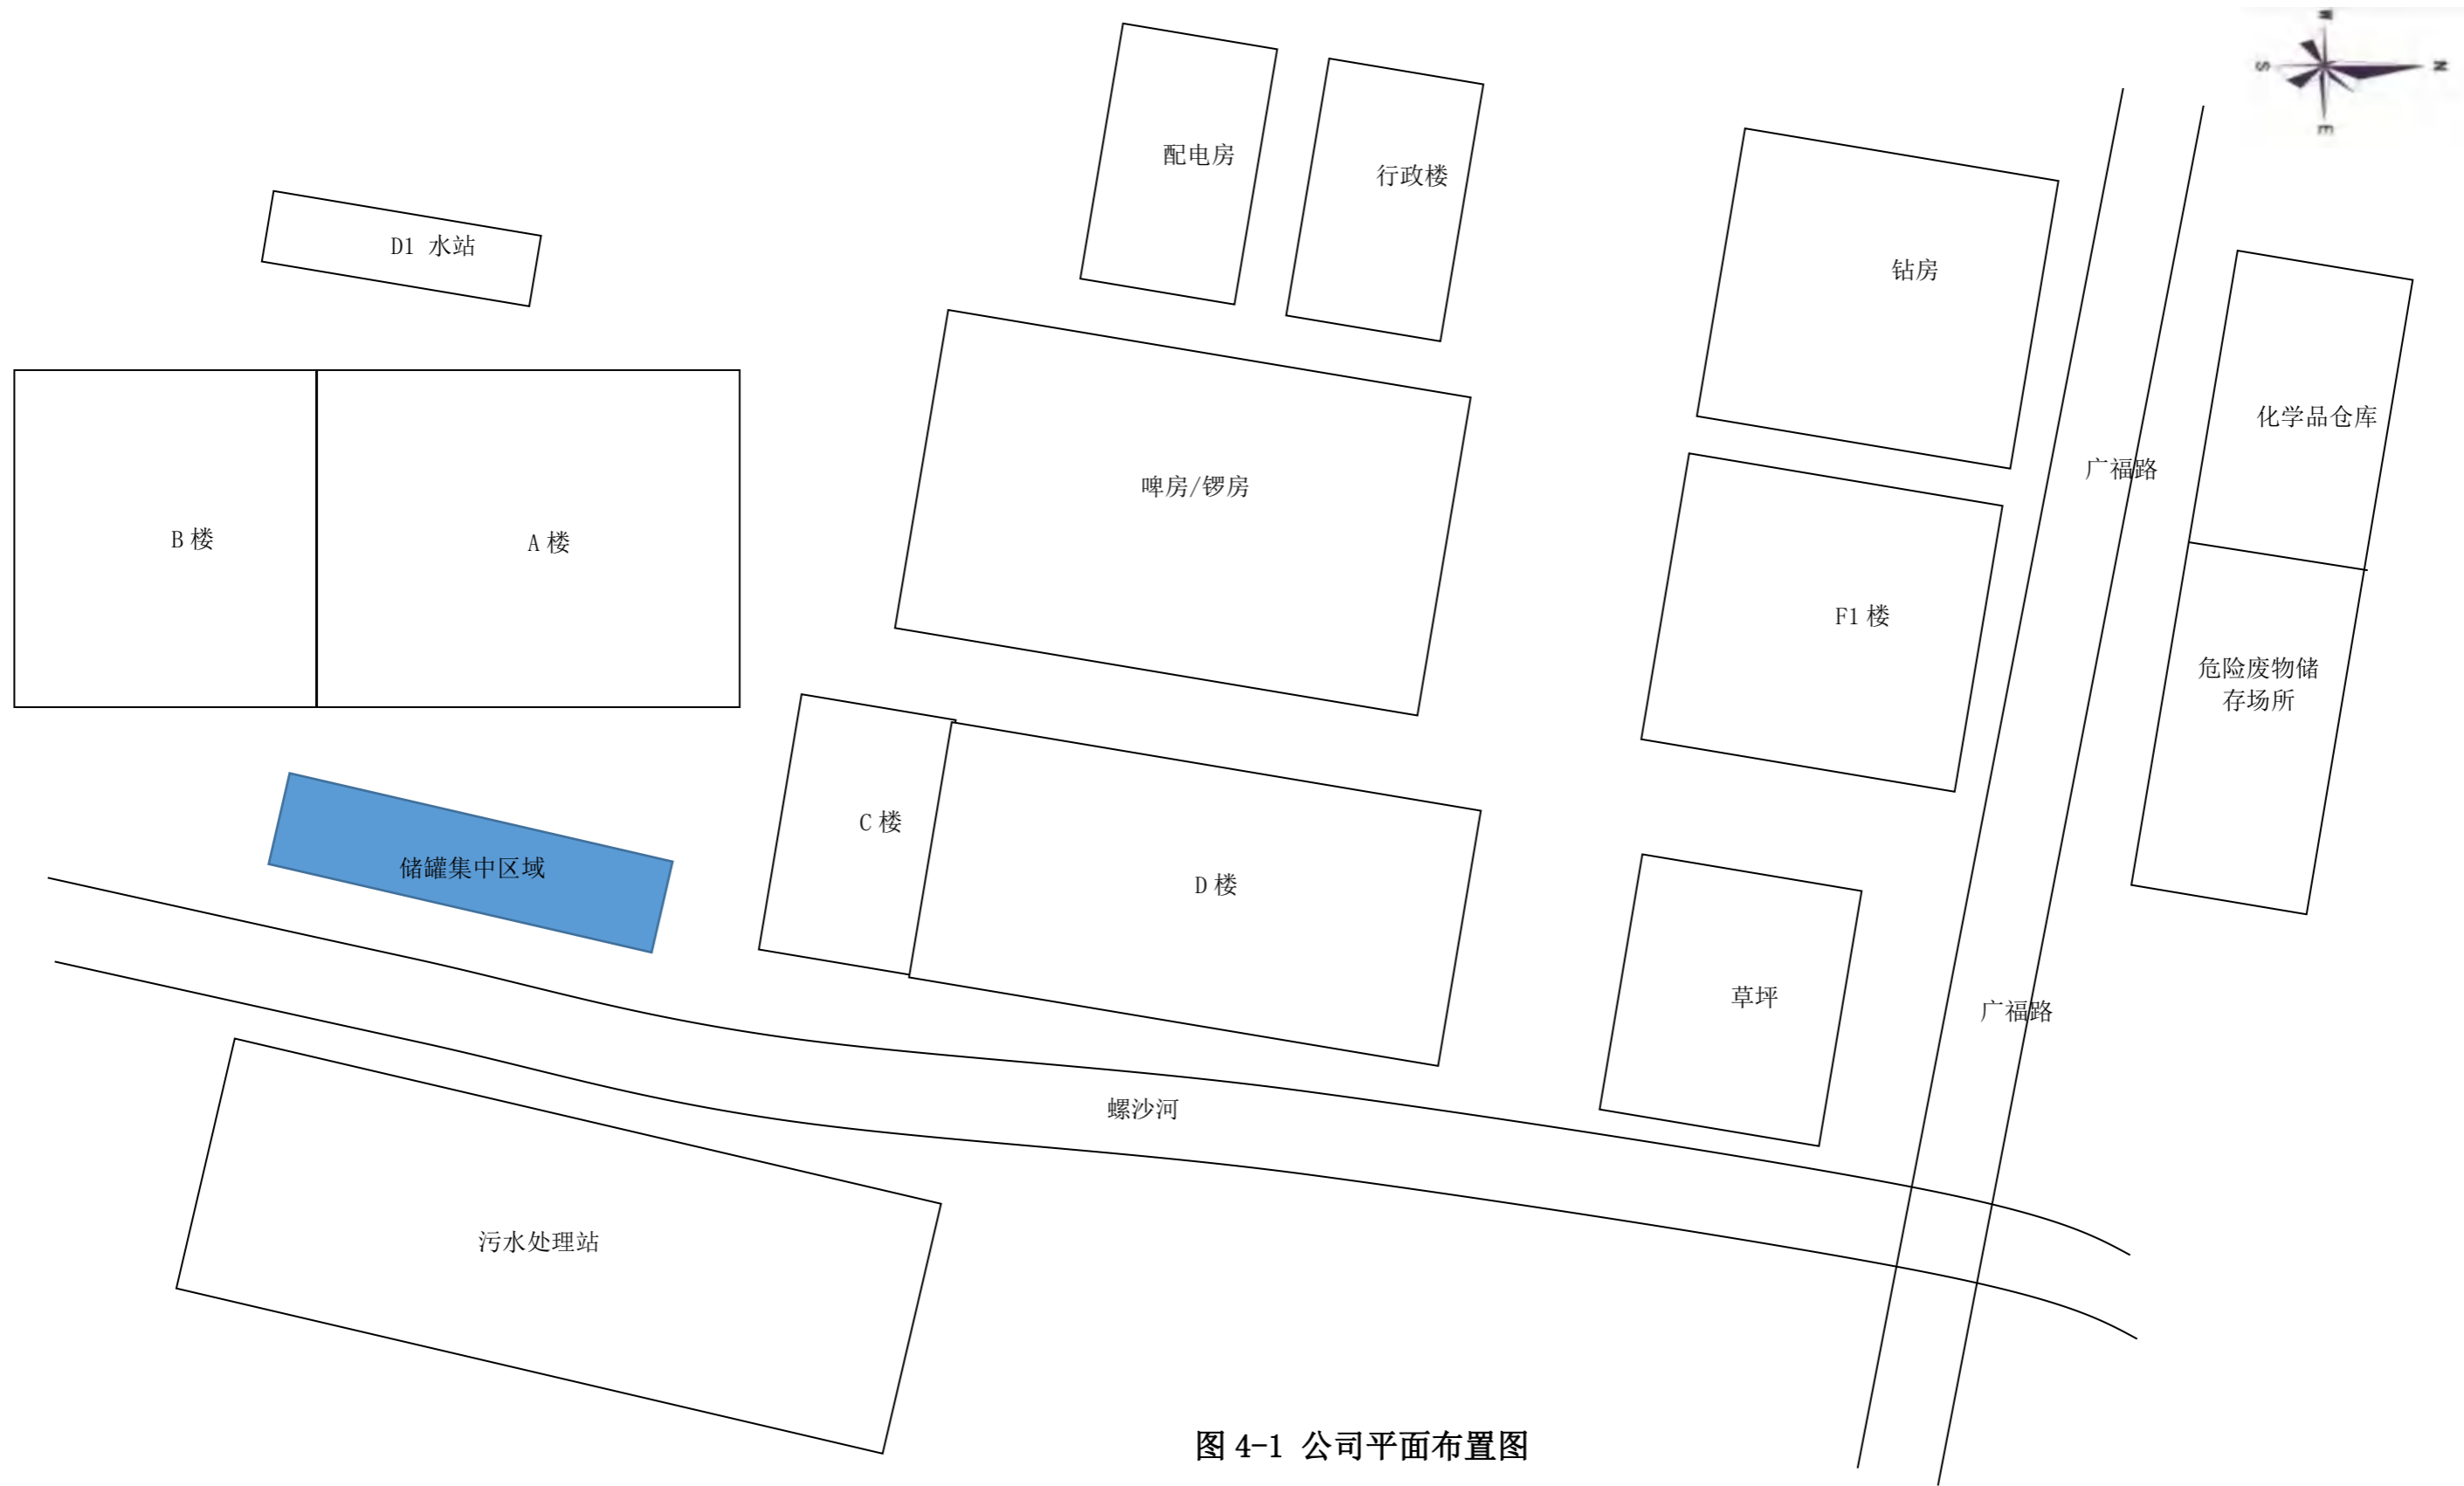 W
S
N
E
配电房
行政楼
D1 水站
钻房
化学品仓库
广福路
啤房/锣房
B 楼
A 楼
F1 楼
危险废物储
存场所
C 楼
储罐集中区域
D 楼
草坪
广福路
螺沙河
污水处理站
图 4-1 公司平面布置图